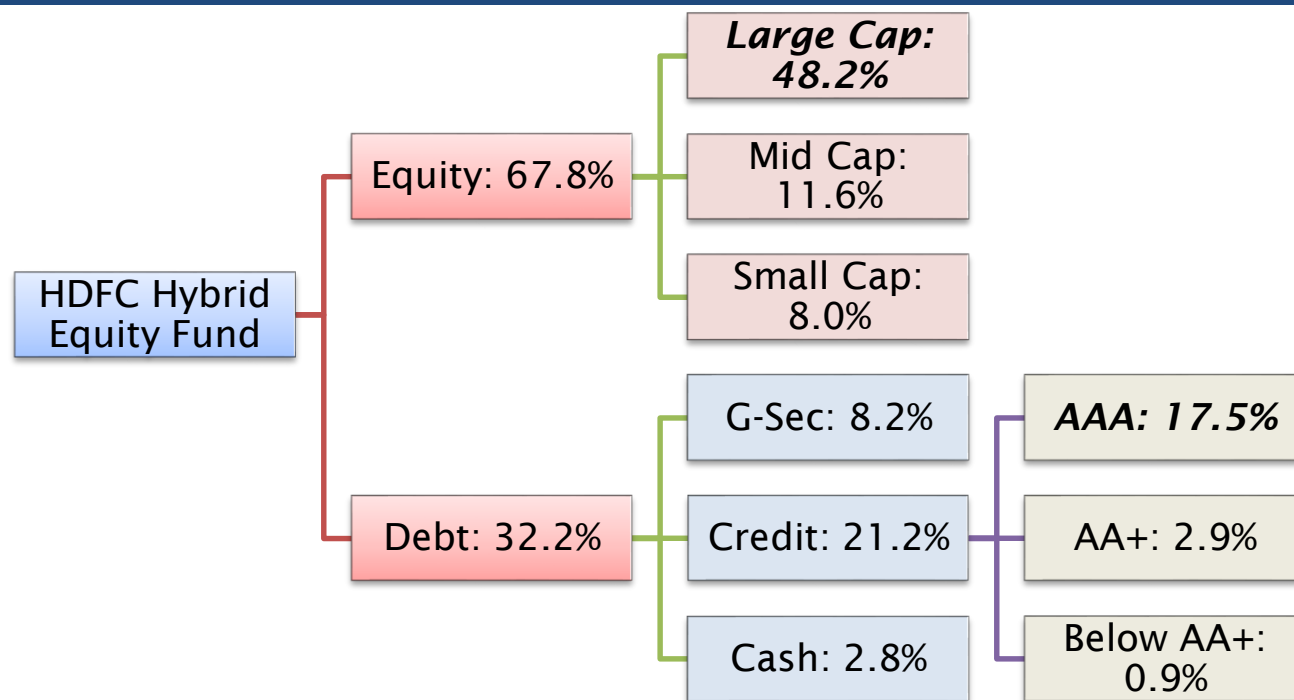 HDFC Hybrid
Equity Fund
Equity: 67.8%
Large Cap:
48.2%
Mid Cap:
11.6%
Small Cap:
8.0%
Debt: 32.2%
G-Sec: 8.2%
Credit: 21.2%
Cash: 2.8%
AAA: 17.5%
AA+: 2.9%
Below AA+:
0.9%